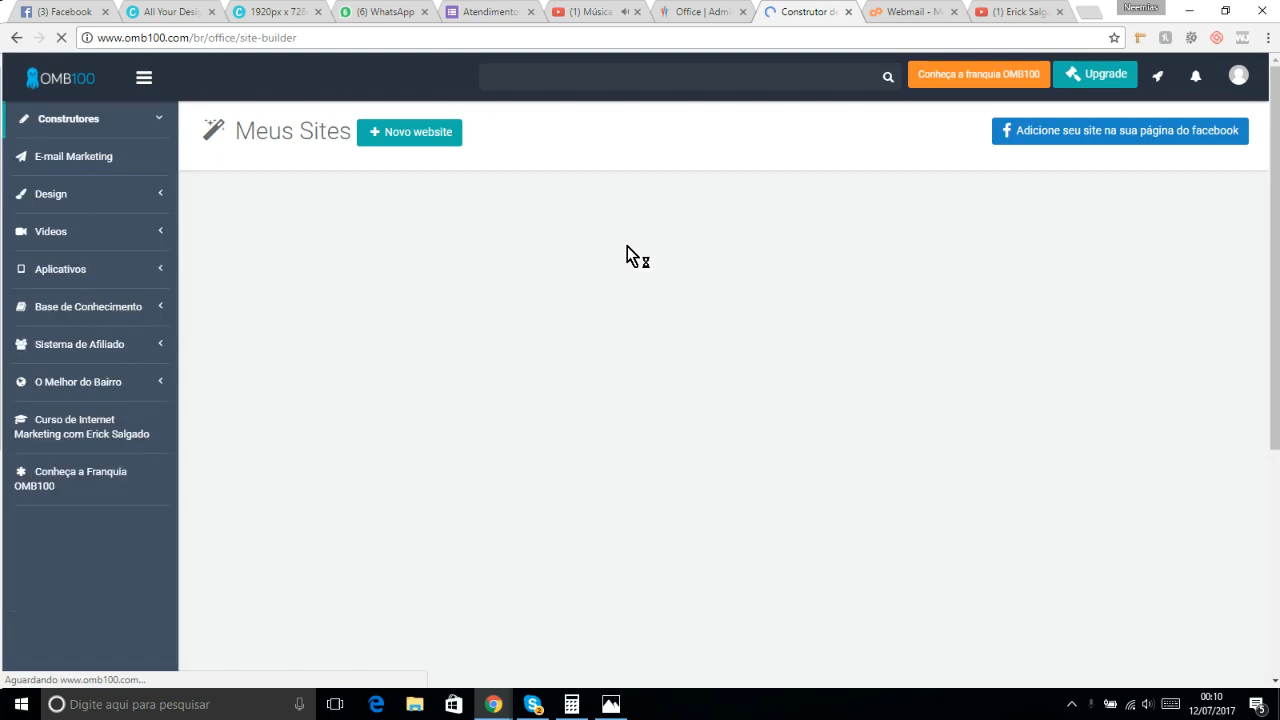 (3) Facebook
All Your Desig
1920px x 728
(6) WhatsApp
Atendimento
(1) Música
Office | Admi
Construtor de
Webmail - M
(1) Erick Salg
Neemias
www.omb100.com/br/office/site-builder
OMB100
Conheça a franquia OMB100
Upgrade
Construtores
E-mail Marketing
Design
Videos
Aplicativos
Base de Conhecimento
Sistema de Afiliado
O Melhor do Bairro
Curso de Internet
Marketing com Erick Salgado
Conheça a Franquia
OMB100
Meus Sites
+ Novo website
Adicione seu site na sua página do facebook
Aguardando www.omb100.com...
Digite aqui para pesquisar
00:10
12/07/2017
5